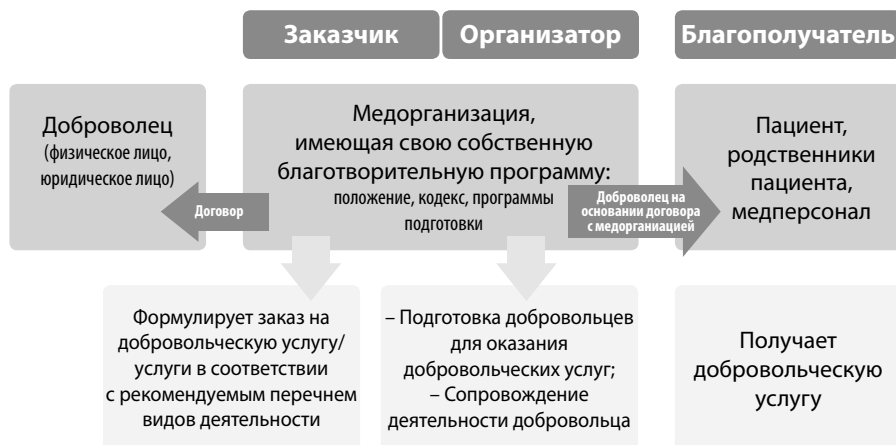 Заказчик
Организатор
Благополучатель
Доброволец
(физическое лицо,
юридическое лицо)
Договор
Медорганизация,
имеющая свою собственную
благотворительную программу:
положение, кодекс, программы
подготовки
Доброволец на
основании договора
с медорганиацией
Пациент,
родственники
пациента,
медперсонал
Формулирует заказ на
добровольческую услугу/
услуги в соответствии
с рекомендуемым перечнем
видов деятельности
– Подготовка добровольцев
для оказания
добровольческих услуг;
– Сопровождение
деятельности добровольца
Получает
добровольческую
услугу